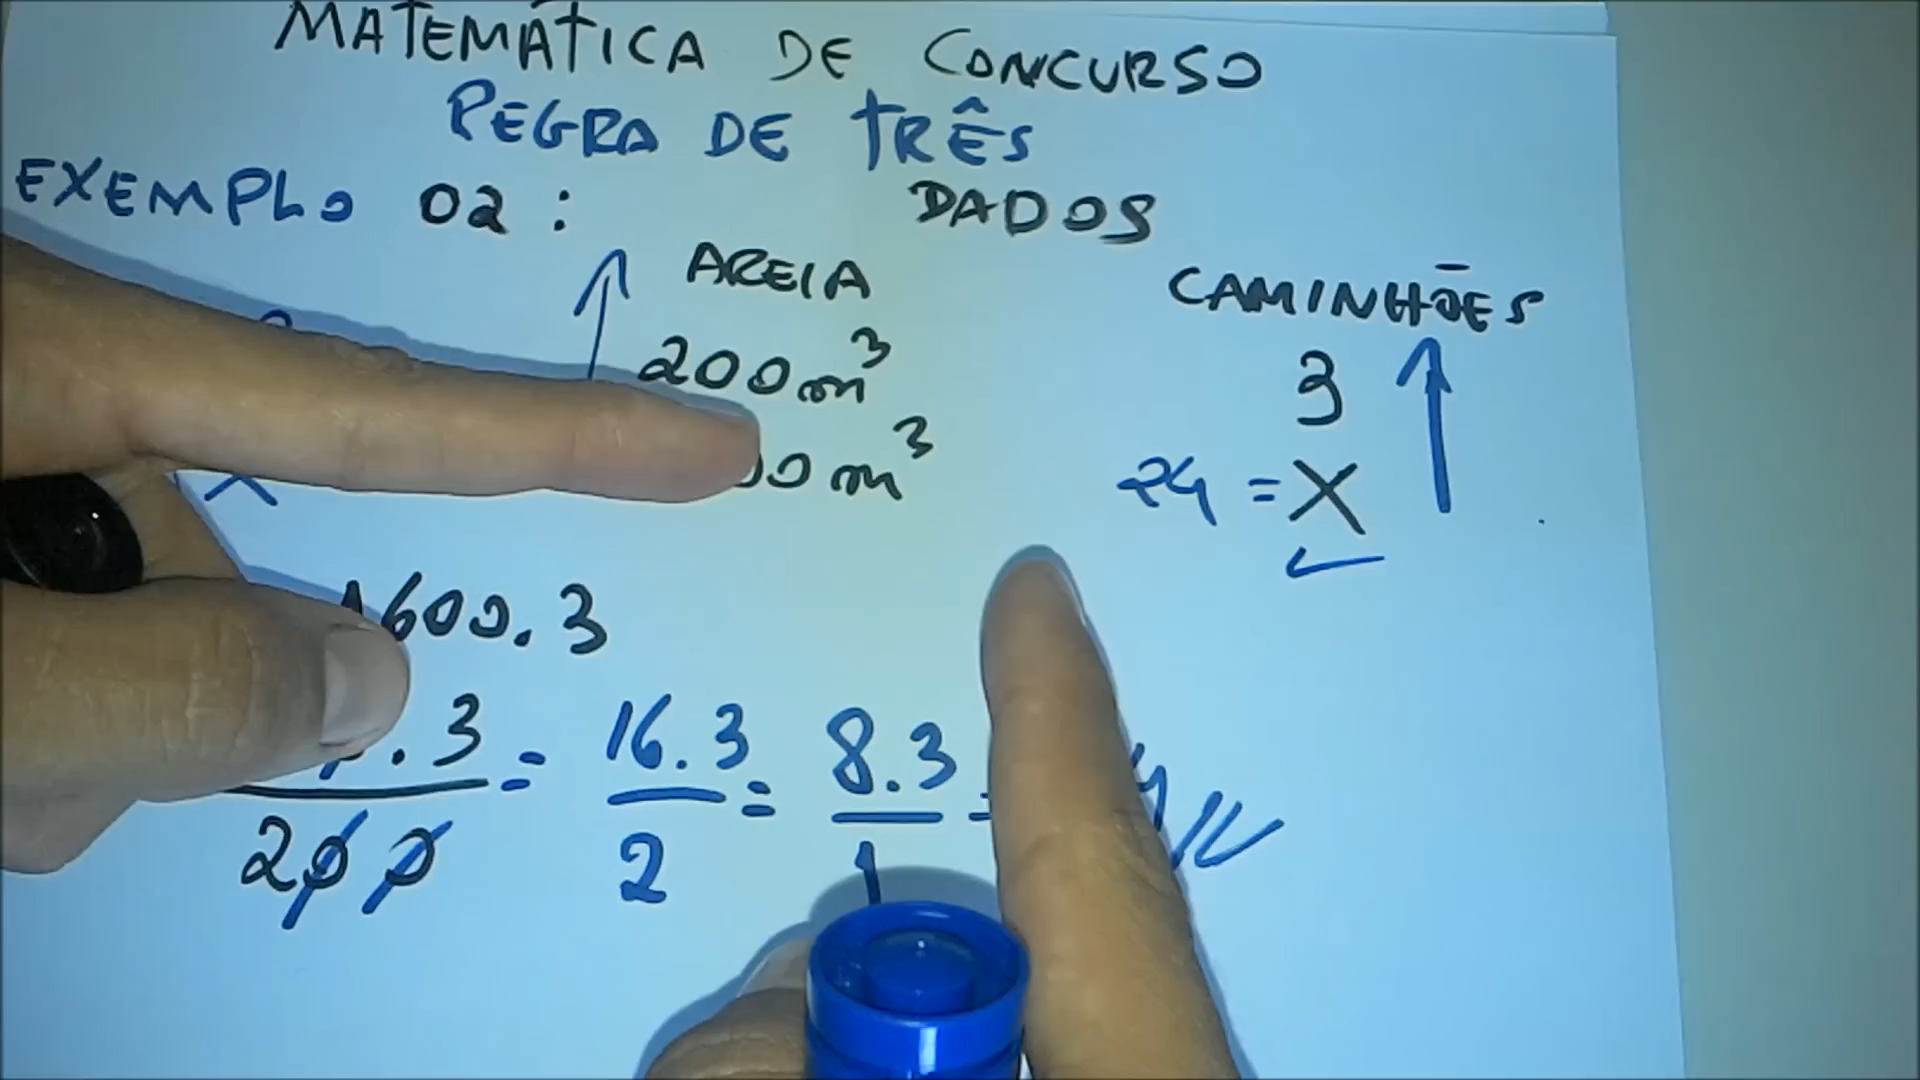 MATEMÁTICA DE CONCURSO
REGRA DE TRÊS
EXEMPLO 02: DADOS
AREIA CAMINHÕES
200m³ 3
00m³ 24 = X
1600.3
.3 = 16.3 = 8.3 =
200 2 1